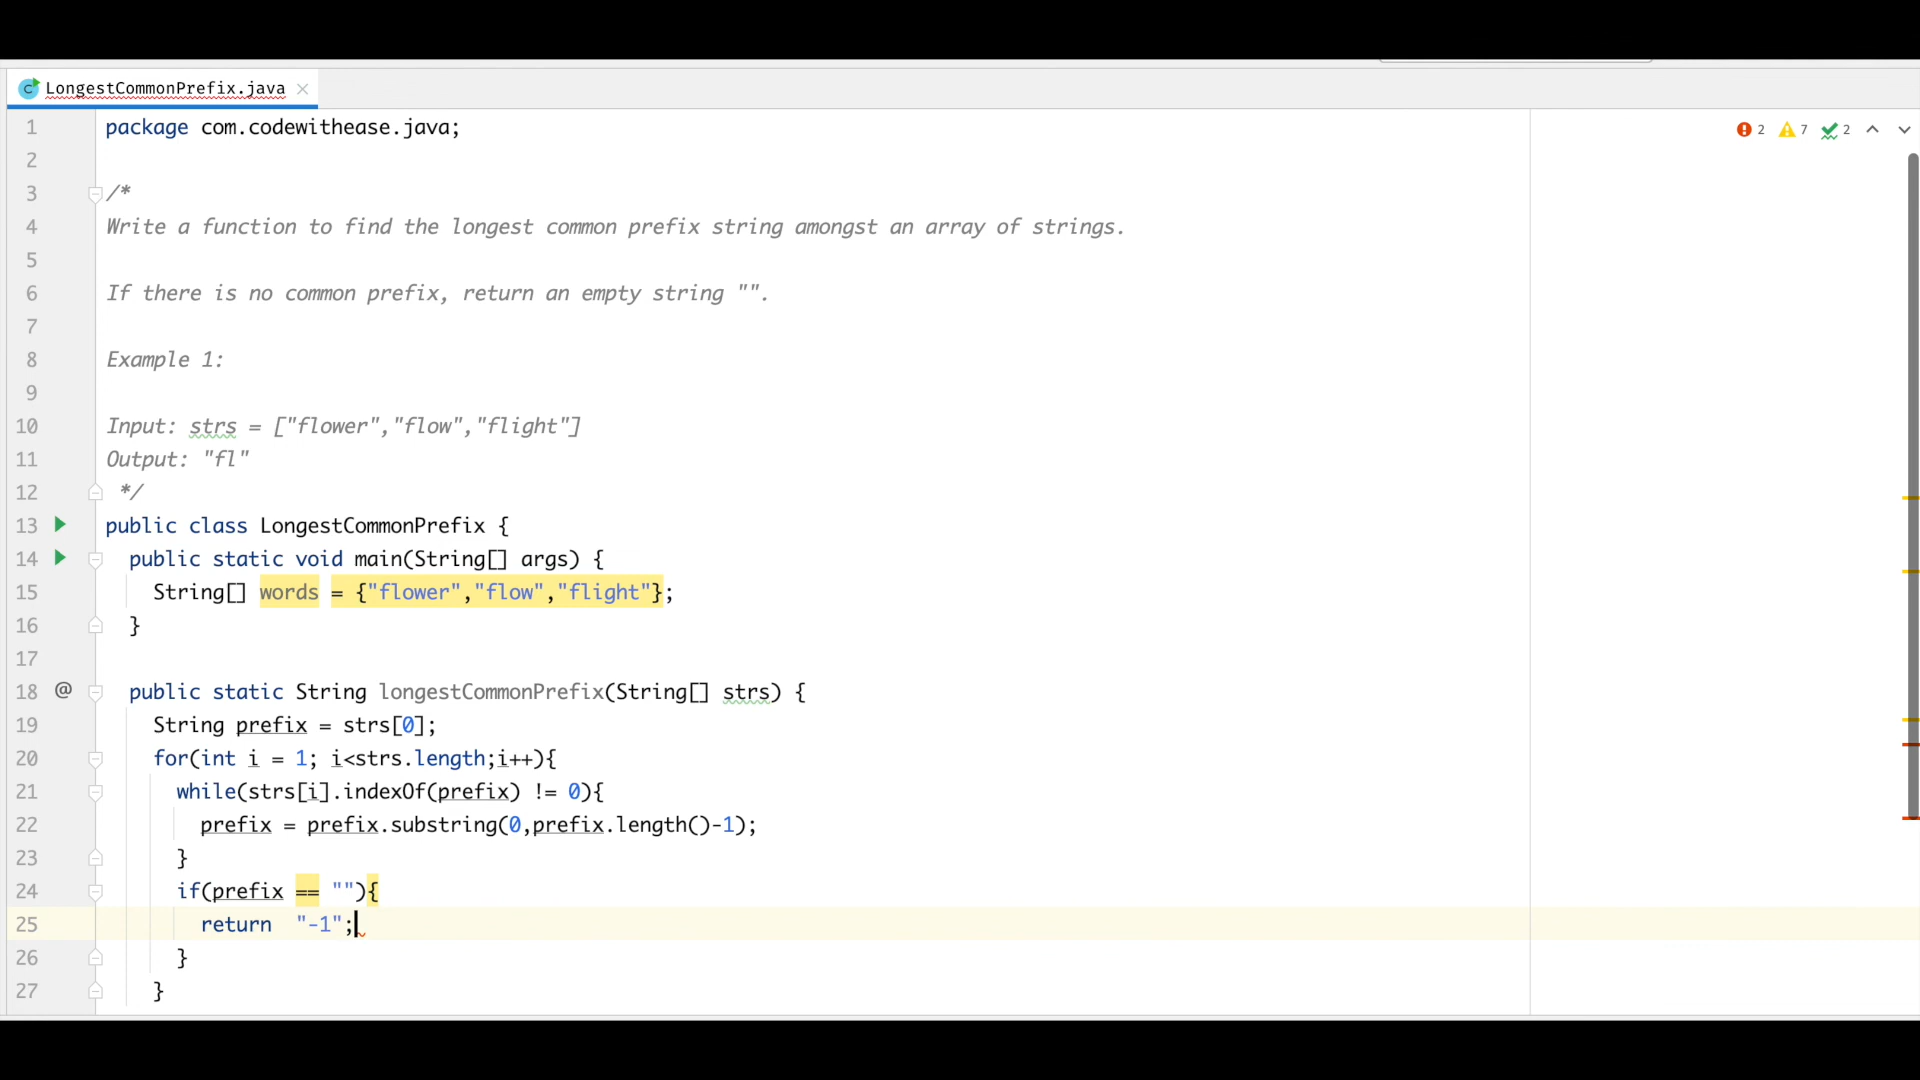 LongestCommonPrefix.java
2 7 2
1 package com.codewithease.java;
2
3 /*
4 Write a function to find the longest common prefix string amongst an array of strings.
5
6 If there is no common prefix, return an empty string "".
7
8 Example 1:
9
10 Input: strs = ["flower","flow","flight"]
11 Output: "fl"
12 */
13 public class LongestCommonPrefix {
14 public static void main(String[] args) {
15 String[] words = {"flower","flow","flight"};
16 }
17
18 @ public static String longestCommonPrefix(String[] strs) {
19 String prefix = strs[0];
20 for(int i = 1; i<strs.length;i++){
21 while(strs[i].indexOf(prefix) != 0){
22 prefix = prefix.substring(0,prefix.length()-1);
23 }
24 if(prefix == ""){
25 return  "-1";
26 }
27 }